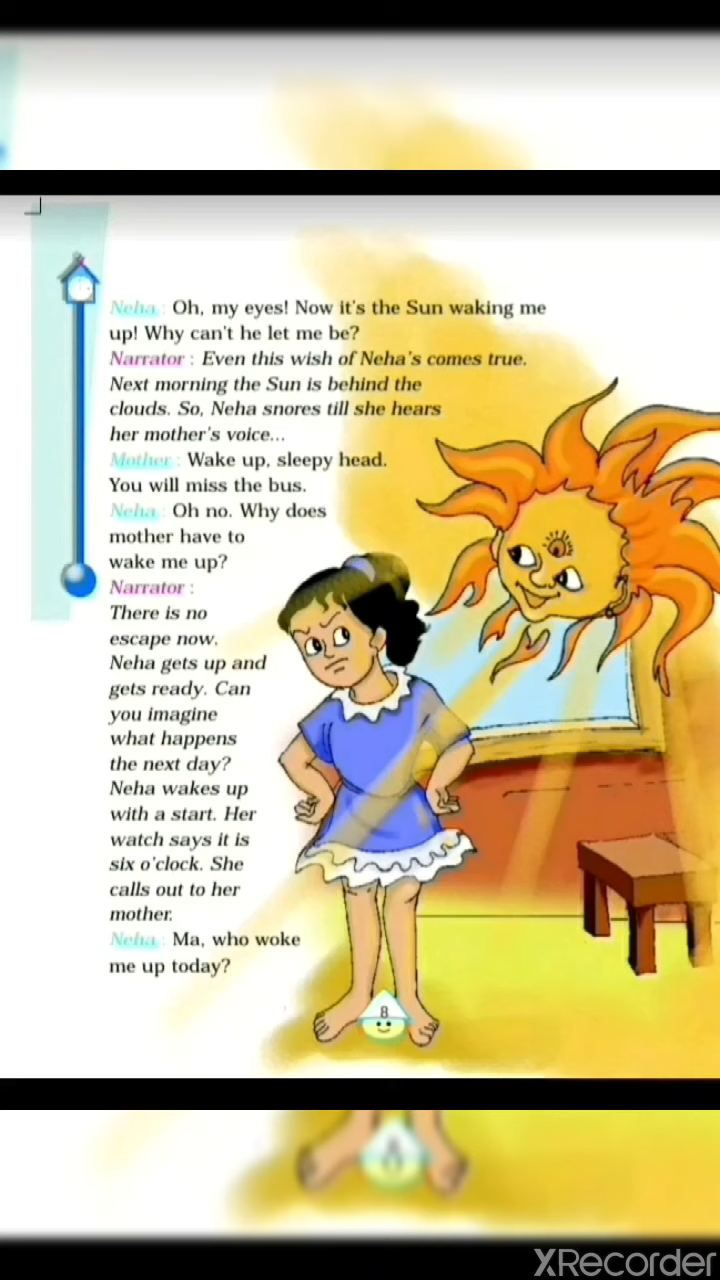 Neha : Oh, my eyes! Now it's the Sun waking me
up! Why can't he let me be?
Narrator : Even this wish of Neha's comes true.
Next morning the Sun is behind the
clouds. So, Neha snores till she hears
her mother's voice...
Mother : Wake up, sleepy head.
You will miss the bus.
Neha : Oh no. Why does
mother have to
wake me up?
Narrator :
There is no
escape now.
Neha gets up and
gets ready. Can
you imagine
what happens
the next day?
Neha wakes up
with a start. Her
watch says it is
six o'clock. She
calls out to her
mother.
Neha : Ma, who woke
me up today?
8
XRecorder